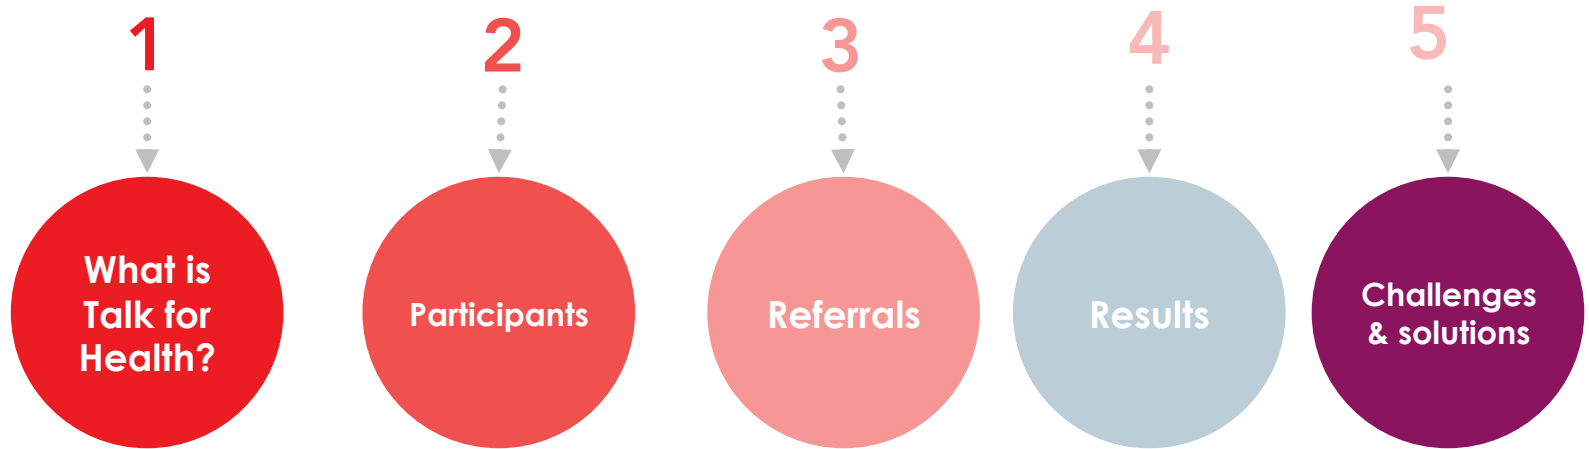 1
2
3
4
5
What is
Talk for
Health?
Participants
Referrals
Results
Challenges
& solutions